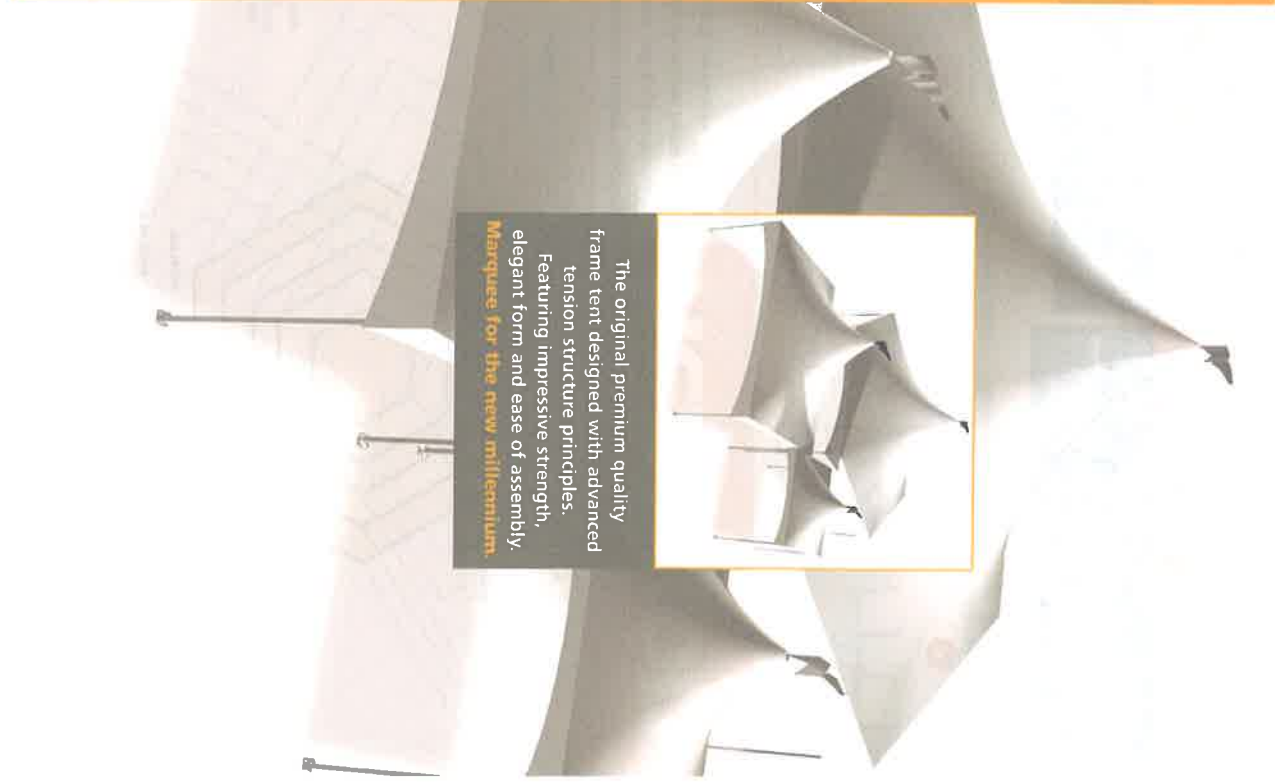 The original premium quality
frame tent designed with advanced
tension structure principles.
Featuring impressive strength,
elegant form and ease of assembly.
Marquee for the new millennium.